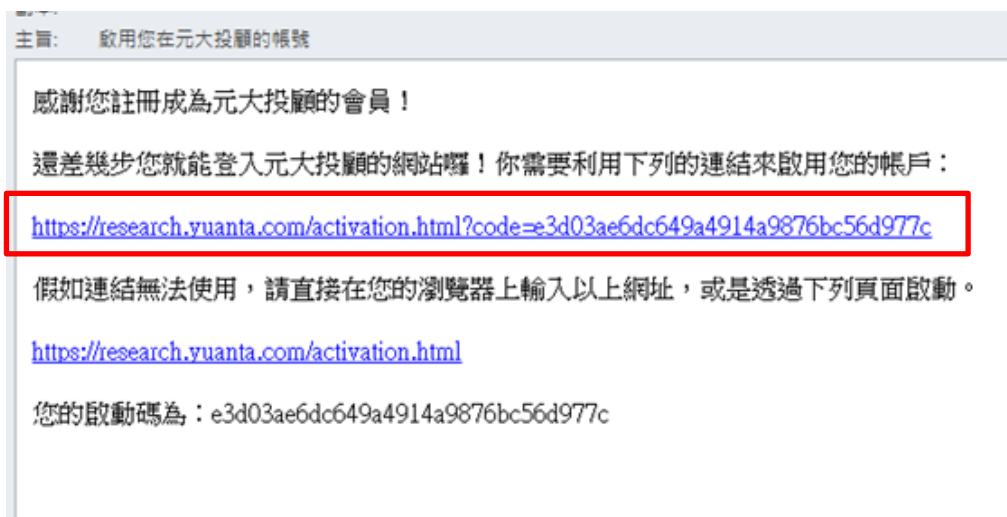 主旨: 啟用您在元大投顧的帳號
感謝您註冊成為元大投顧的會員！
還差幾步您就能登入元大投顧的網站囉！你需要利用下列的連結來啟用您的帳戶：
https://research.yuanta.com/activation.html?code=e3d03ae6dc649a4914a9876bc56d977c
假如連結無法使用，請直接在您的瀏覽器上輸入以上網址，或是透過下列頁面啟動。
https://research.yuanta.com/activation.html
您的啟動碼為：e3d03ae6dc649a4914a9876bc56d977c